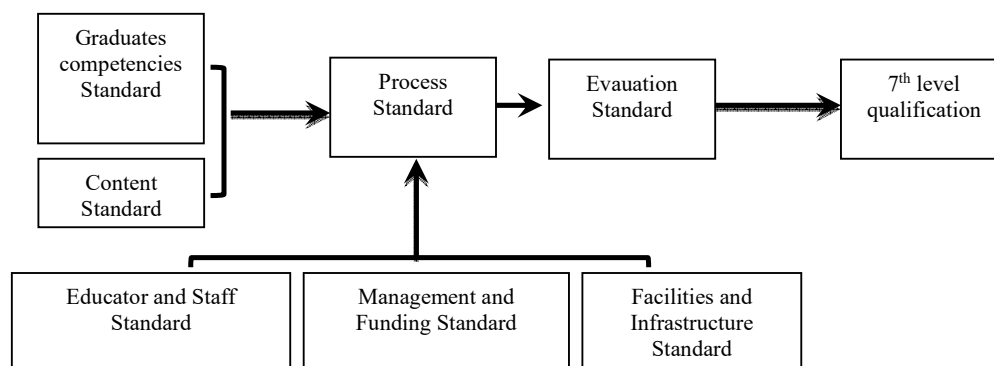 Graduates
competencies
Standard
Content
Standard
Process
Standard
Evauation
Standard
7th level
qualification
Educator and Staff
Standard
Management and
Funding Standard
Facilities and
Infrastructure
Standard